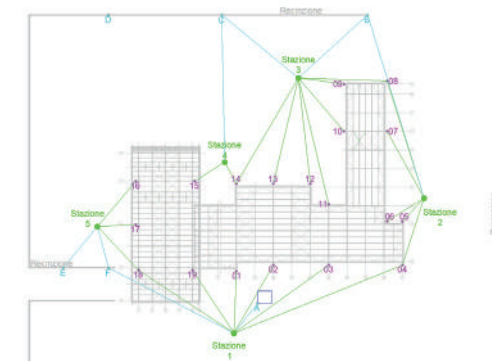 Recinzione
D
C
B
Stazione
3
09
08
10
07
Stazione
4
16
15
14
13
12
11
Stazione
5
17
06
05
Stazione
2
Recinzione
E
F
18
19
01
02
03
04
A
Stazione
1